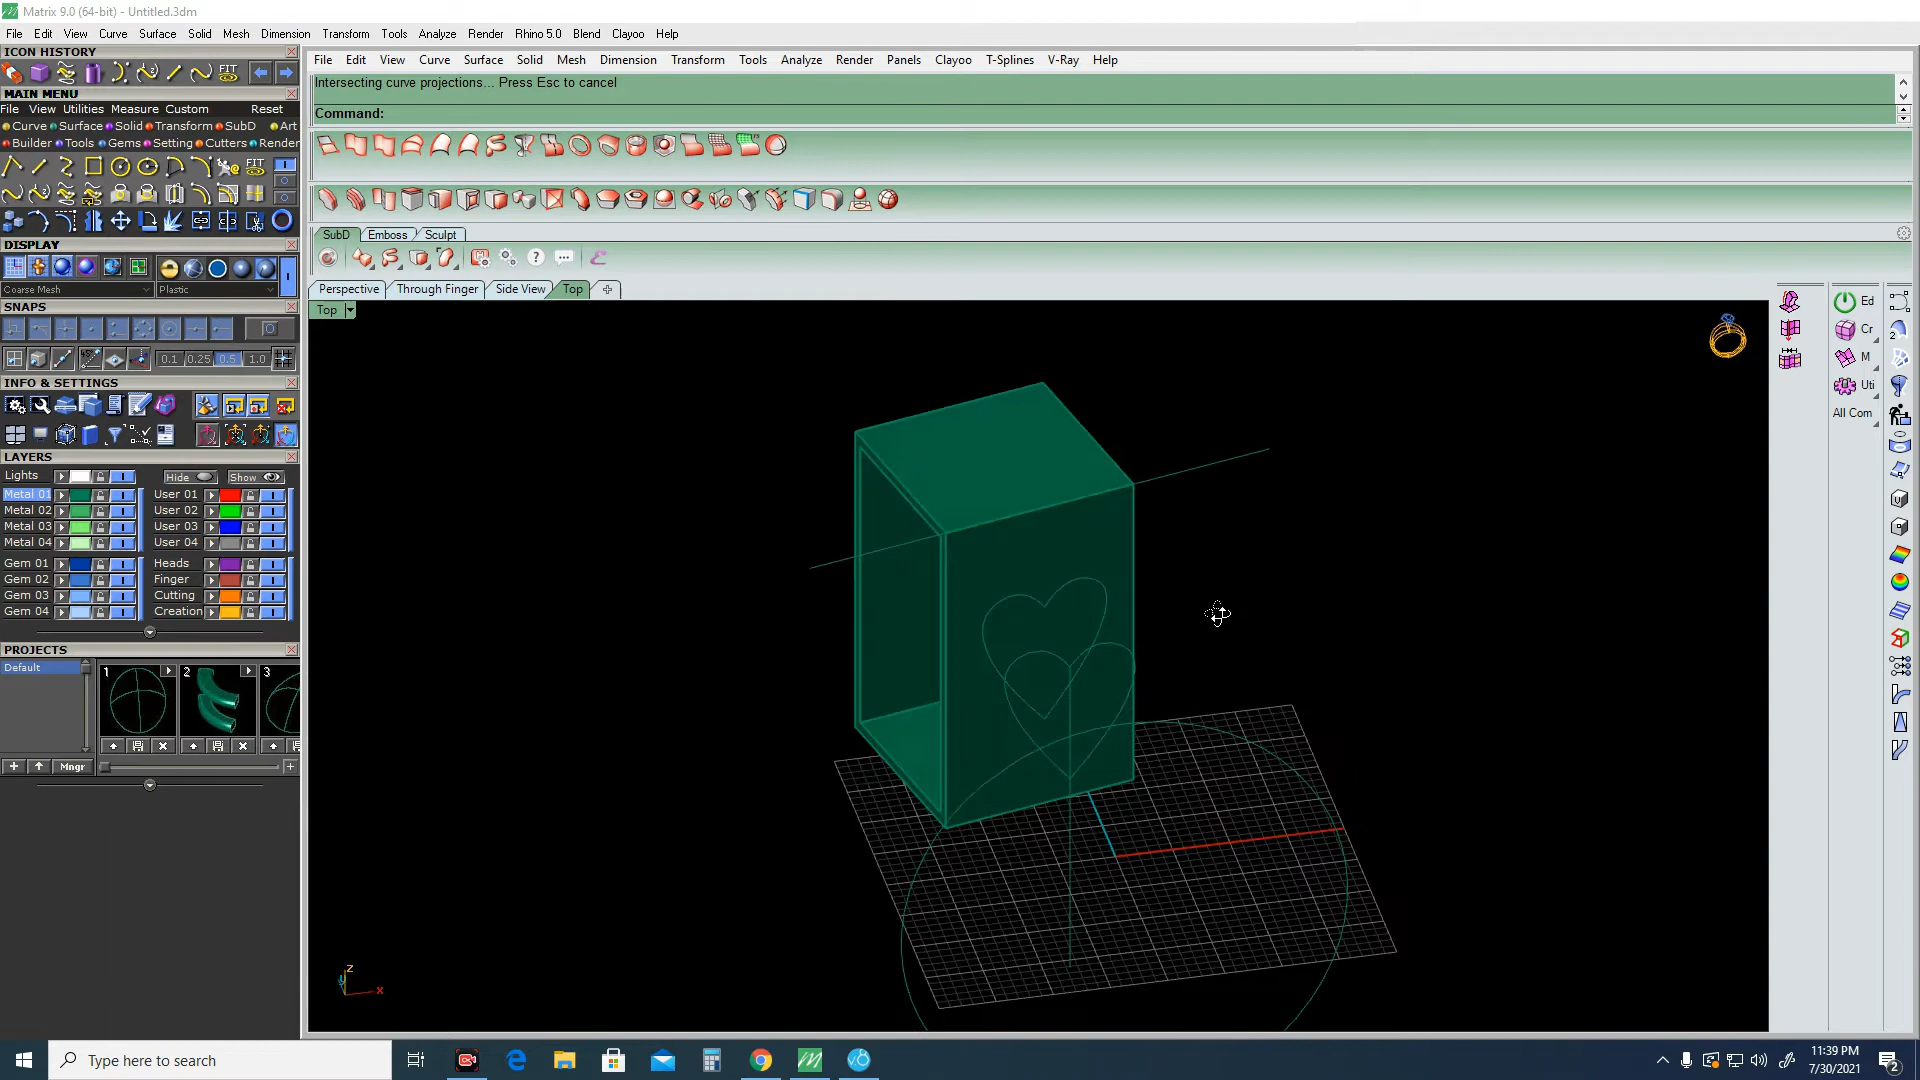 Matrix 9.0 (64-bit) - Untitled.3dm
File Edit View Curve Surface Solid Mesh Dimension Transform Tools Analyze Render Rhino 5.0 Blend Clayoo Help
ICON HISTORY
FIT
MAIN MENU
File View Utilities Measure Custom Reset
Curve Surface Solid Transform SubD Art
Builder Tools Gems Setting Cutters Render
FIT
DISPLAY
Coarse Mesh Plastic
SNAPS
0.1 0.25 0.5 1.0
INFO & SETTINGS
LAYERS
Lights Hide Show
Metal 01 User 01
Metal 02 User 02
Metal 03 User 03
Metal 04 User 04
Gem 01 Heads
Gem 02 Finger
Gem 03 Cutting
Gem 04 Creation
PROJECTS
Default 1 2 3
Mngr
File Edit View Curve Surface Solid Mesh Dimension Transform Tools Analyze Render Panels Clayoo T-Splines V-Ray Help
Intersecting curve projections... Press Esc to cancel
Command:
SubD Emboss Sculpt
Perspective Through Finger Side View Top
Top
Ed
Cr
M
Uti
All Com
z
x
Type here to search
11:39 PM
7/30/2021
2